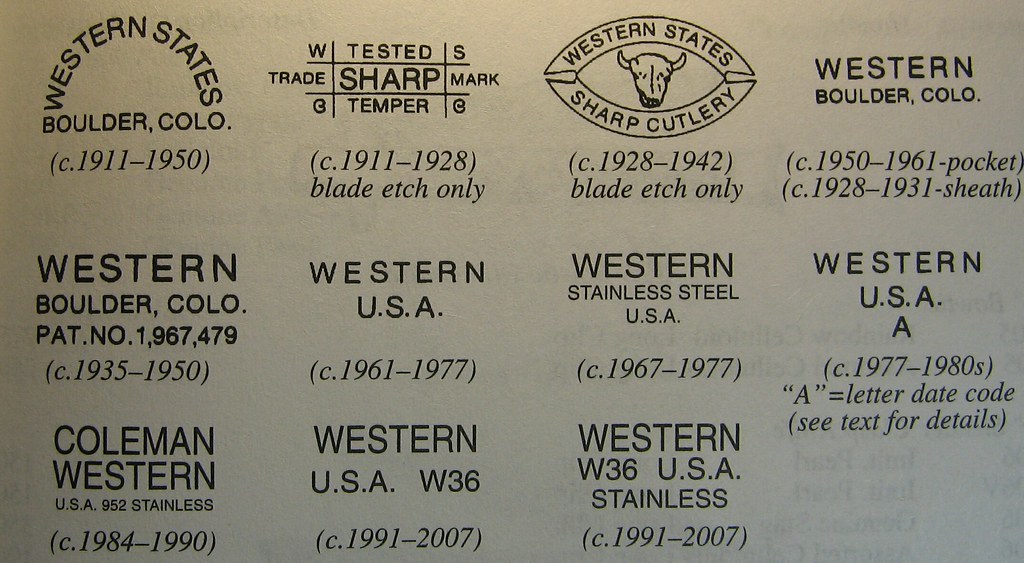 WESTERN STATES
BOULDER, COLO.
(c.1911–1950)
W TESTED S
TRADE SHARP MARK
TEMPER
(c.1911–1928)
blade etch only
WESTERN STATES
SHARP CUTLERY
(c.1928–1942)
blade etch only
WESTERN
BOULDER, COLO.
(c.1950–1961-pocket)
(c.1928–1931-sheath)
WESTERN
BOULDER, COLO.
PAT.NO.1,967,479
(c.1935–1950)
WESTERN
U.S.A.
(c.1961–1977)
WESTERN
STAINLESS STEEL
U.S.A.
(c.1967–1977)
WESTERN
U.S.A.
A
(c.1977–1980s)
“A”=letter date code
(see text for details)
COLEMAN
WESTERN
U.S.A. 952 STAINLESS
(c.1984–1990)
WESTERN
U.S.A. W36
(c.1991–2007)
WESTERN
W36 U.S.A.
STAINLESS
(c.1991–2007)